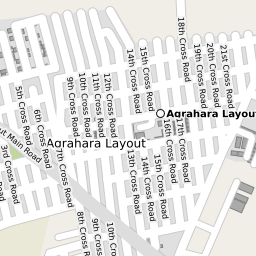 18th Cross Road
19th Cross Road
20th Cross Road
21st Cross Road
14th Cross Road
15th Cross Road
9th Cross Road
10th Cross Road
11th Cross Road
12th Cross Road
5th Cross Road
6th Cross Road
Agrahara Layout
16th Cross Road
17th Cross Road
Main Road
3rd Cross Road
Agrahara Layout
7th Cross Road
13th Cross Road
14th Cross Road
15th Cross Road
8th Cross Road
9th Cross
10th Cross